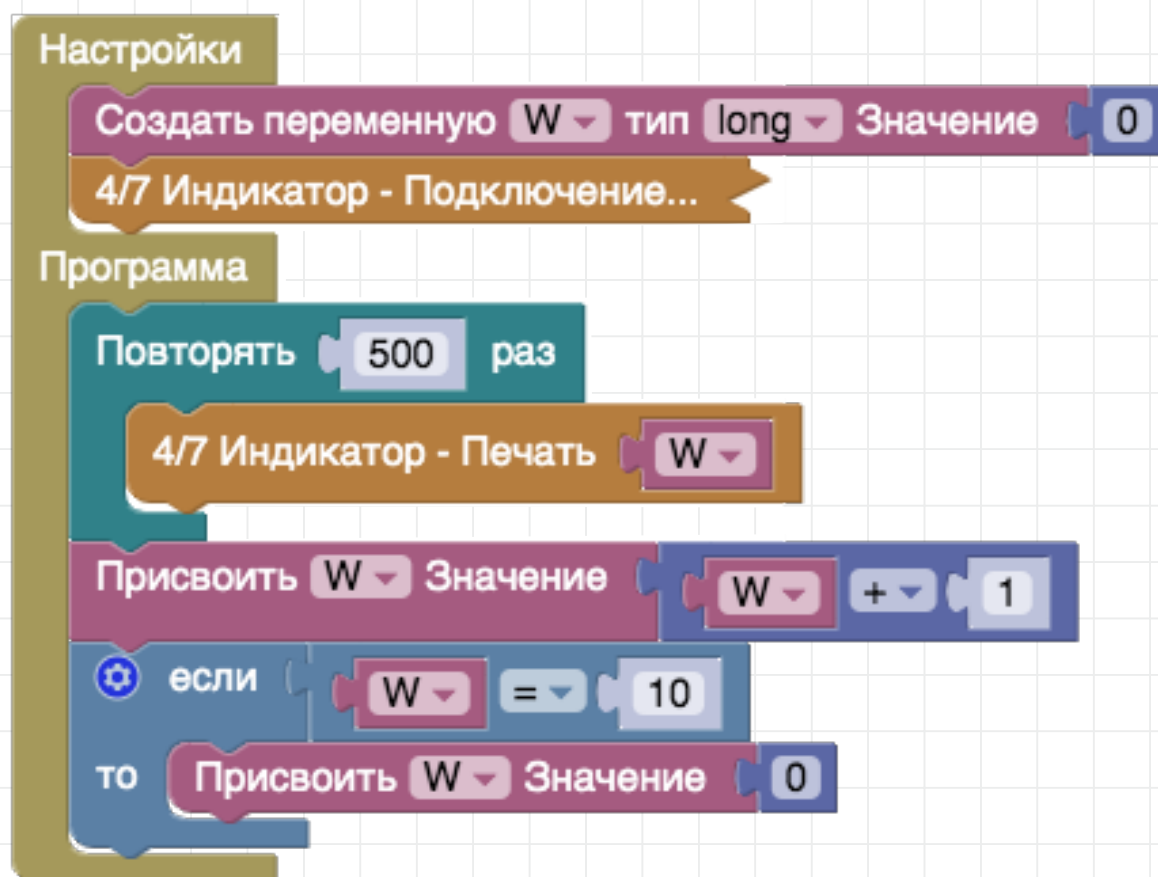 Настройки
Создать переменную W тип long Значение 0
4/7 Индикатор - Подключение...
Программа
Повторять 500 раз
4/7 Индикатор - Печать W
Присвоить W Значение W + 1
если W = 10
то Присвоить W Значение 0